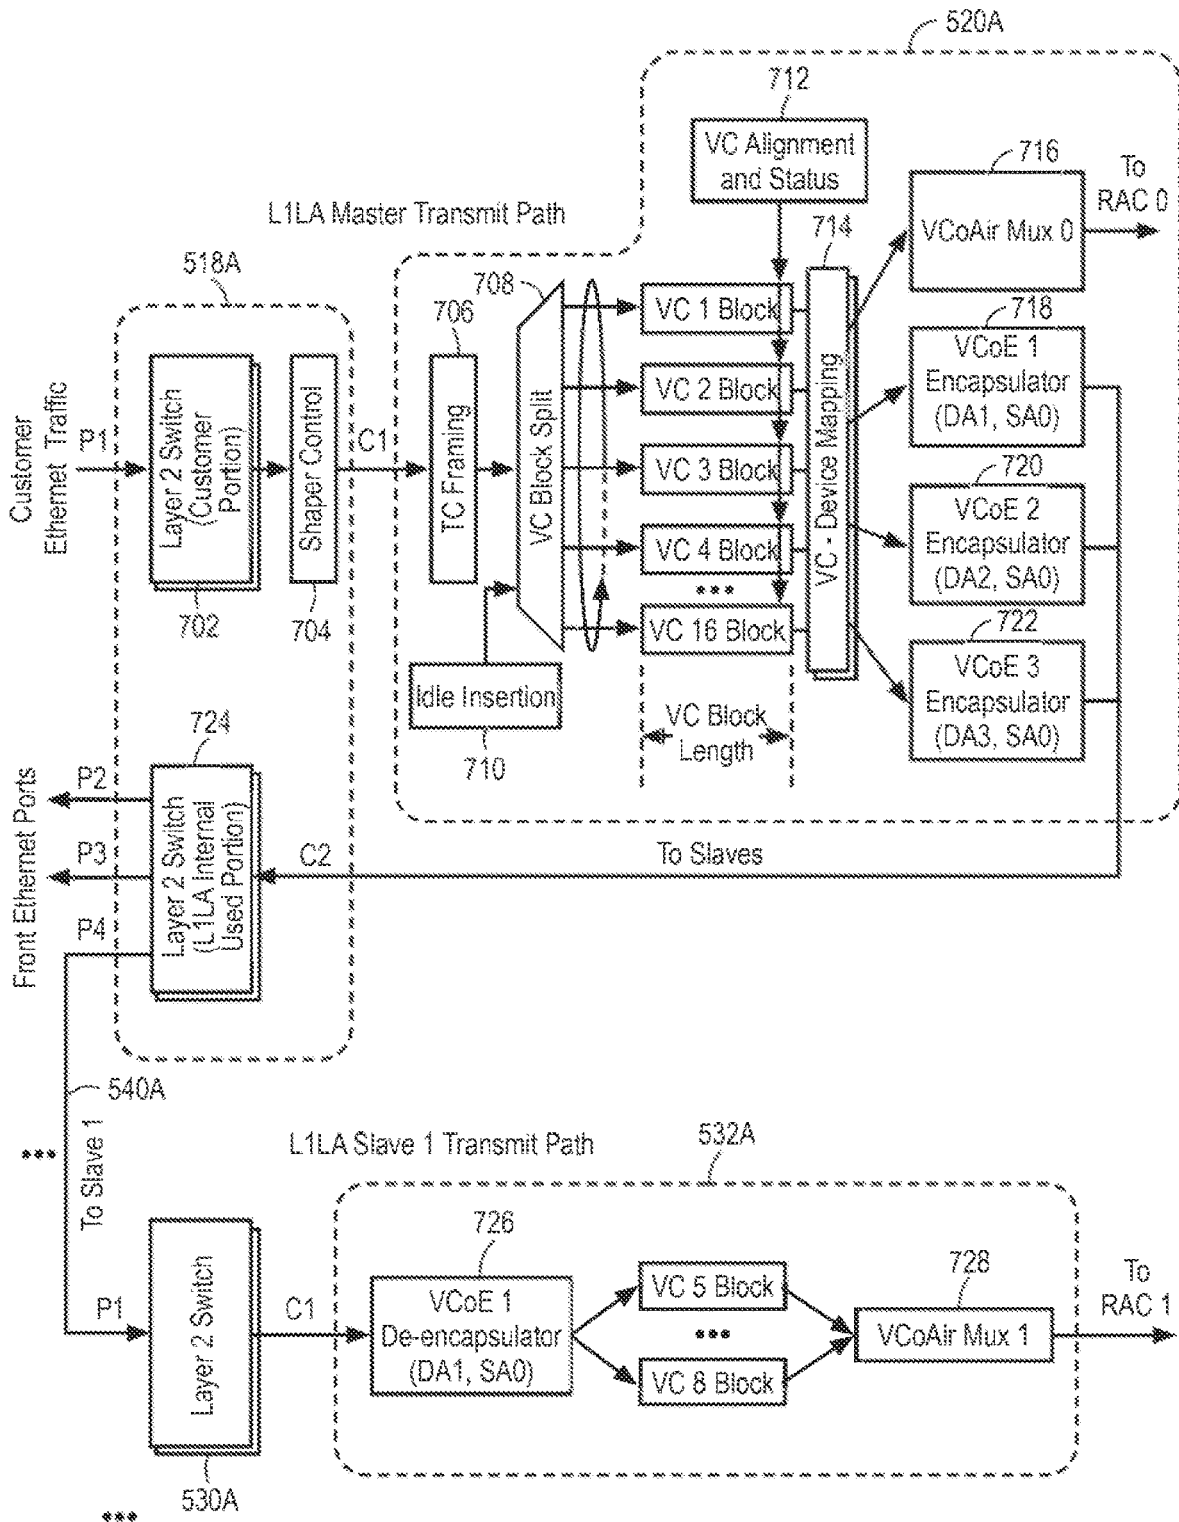 520A
712
VC Alignment
and Status
716
VCoAir Mux 0
To
RAC 0
L1LA Master Transmit Path
714
518A
708
706
VC 1 Block
VC 2 Block
VC 3 Block
VC 4 Block
•••
VC 16 Block
VC - Device Mapping
718
VCoE 1
Encapsulator
(DA1, SA0)
720
VCoE 2
Encapsulator
(DA2, SA0)
722
VCoE 3
Encapsulator
(DA3, SA0)
Customer
Ethernet Traffic
P1
Layer 2 Switch
(Customer
Portion)
Shaper Control
C1
TC Framing
VC Block Split
702
704
Idle Insertion
710
VC Block
Length
724
Front Ethernet Ports
P2
P3
P4
Layer 2 Switch
(L1LA Internal
Used Portion)
C2
To Slaves
540A
•••
To Slave 1
L1LA Slave 1 Transmit Path
532A
726
P1
Layer 2 Switch
C1
VCoE 1
De-encapsulator
(DA1, SA0)
VC 5 Block
•••
VC 8 Block
728
VCoAir Mux 1
To
RAC 1
530A
•••